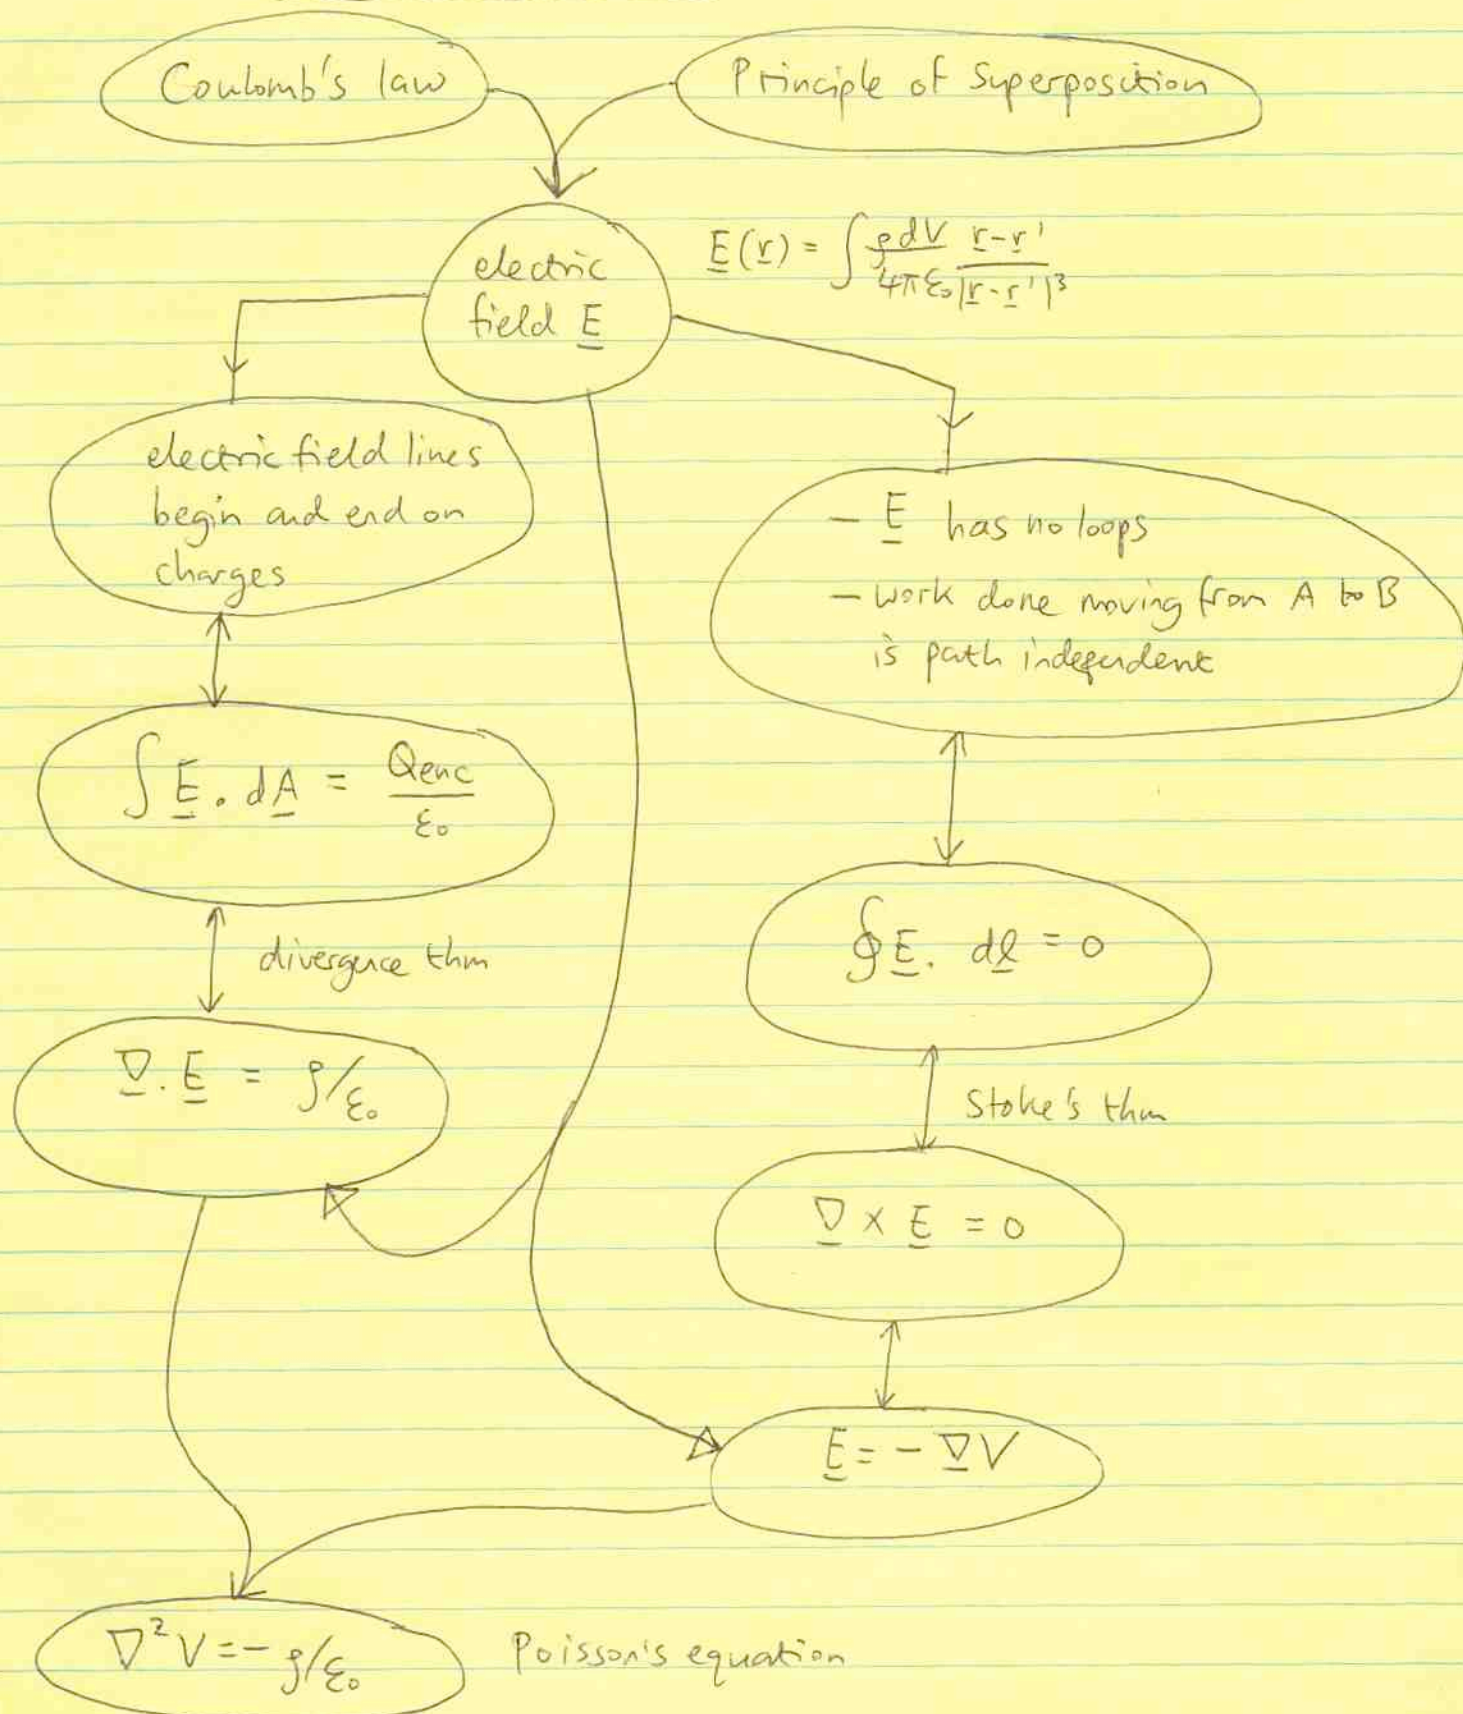 Coulomb's law
Principle of Superposition
electric
field E̲
E̲(r̲) = ∫ ρdV/4πε₀ r̲-r̲'/|r̲-r̲'|³
electric field lines
begin and end on
charges
— E̲ has no loops
— work done moving from A to B
is path independent
∫ E̲ . dA̲ = Qenc/ε₀
∮ E̲ . dl̲ = 0
divergence thm
∇̲ . E̲ = ρ/ε₀
Stoke's thm
∇̲ × E̲ = 0
E̲ = - ∇̲V
∇²V = - ρ/ε₀
Poisson's equation